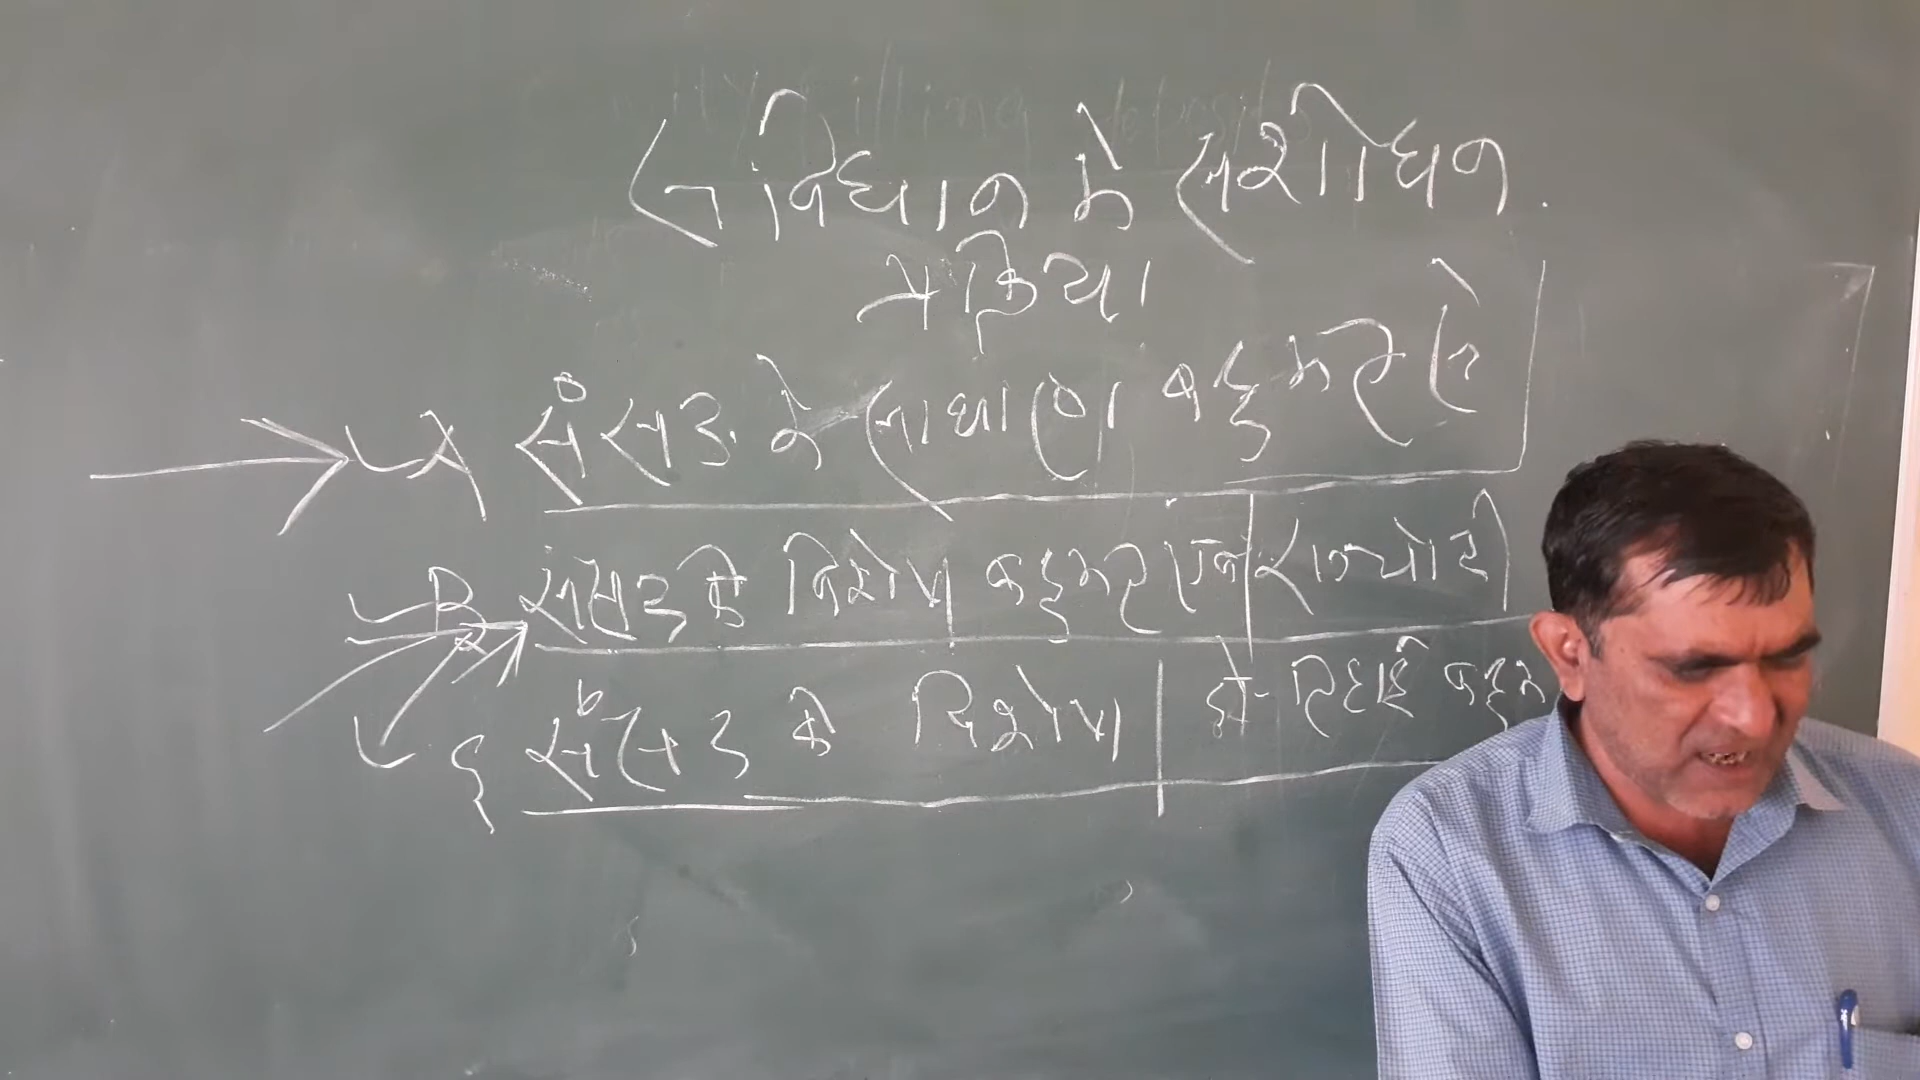 संविधान मे संशोधन
प्रक्रिया
A संसद के साधारण बहुमत से
B संसद के विशेष बहुमत एवं राज्यो की
संसद के विशेष दो-तिहाई बहुम